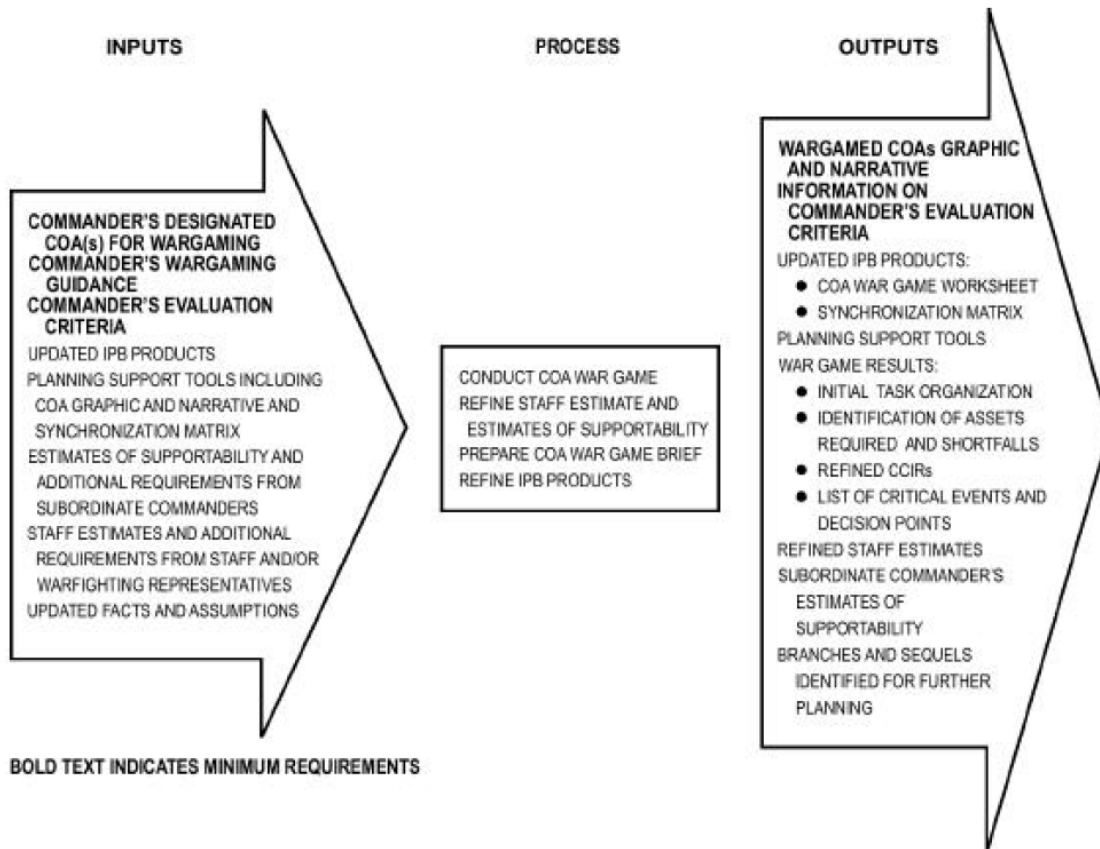 INPUTS
PROCESS
OUTPUTS
COMMANDER'S DESIGNATED
COA(s) FOR WARGAMING
COMMANDER'S WARGAMING
GUIDANCE
COMMANDER'S EVALUATION
CRITERIA
UPDATED IPB PRODUCTS
PLANNING SUPPORT TOOLS INCLUDING
COA GRAPHIC AND NARRATIVE AND
SYNCHRONIZATION MATRIX
ESTIMATES OF SUPPORTABILITY AND
ADDITIONAL REQUIREMENTS FROM
SUBORDINATE COMMANDERS
STAFF ESTIMATES AND ADDITIONAL
REQUIREMENTS FROM STAFF AND/OR
WARFIGHTING REPRESENTATIVES
UPDATED FACTS AND ASSUMPTIONS
CONDUCT COA WAR GAME
REFINE STAFF ESTIMATE AND
ESTIMATES OF SUPPORTABILITY
PREPARE COA WAR GAME BRIEF
REFINE IPB PRODUCTS
WARGAMED COAs GRAPHIC
AND NARRATIVE
INFORMATION ON
COMMANDER'S EVALUATION
CRITERIA
UPDATED IPB PRODUCTS:
● COA WAR GAME WORKSHEET
● SYNCHRONIZATION MATRIX
PLANNING SUPPORT TOOLS
WAR GAME RESULTS:
● INITIAL TASK ORGANIZATION
● IDENTIFICATION OF ASSETS
REQUIRED AND SHORTFALLS
● REFINED CCIRs
● LIST OF CRITICAL EVENTS AND
DECISION POINTS
REFINED STAFF ESTIMATES
SUBORDINATE COMMANDER'S
ESTIMATES OF
SUPPORTABILITY
BRANCHES AND SEQUELS
IDENTIFIED FOR FURTHER
PLANNING
BOLD TEXT INDICATES MINIMUM REQUIREMENTS